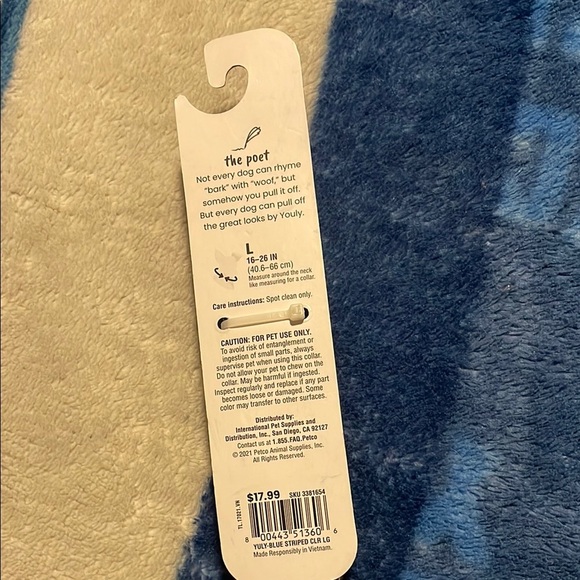 the poet
Not every dog can rhyme
"bark" with "woof," but
somehow you pull it off.
But every dog can pull off
the great looks by Youly.
L
16–26 IN
(40.6–66 cm)
Measure around the neck
like measuring for a collar.
Care instructions: Spot clean only.
CAUTION: FOR PET USE ONLY.
To avoid risk of entanglement or
ingestion of small parts, always
supervise pet when using this collar.
Do not allow your pet to chew on the
collar. May be harmful if ingested.
Inspect regularly and replace if any part
becomes loose or damaged. Some
color may transfer to other surfaces.
Distributed by:
International Pet Supplies and
Distribution, Inc., San Diego, CA 92127
Contact us at 1.855.FAQ.Petco
© 2021 Petco Animal Supplies, Inc.
All Rights Reserved.
$17.99 SKU 3381654
TL.17021.VN
8 00443 51360 6
YULY-BLUE STRIPED CLR LG
Made Responsibly in Vietnam.